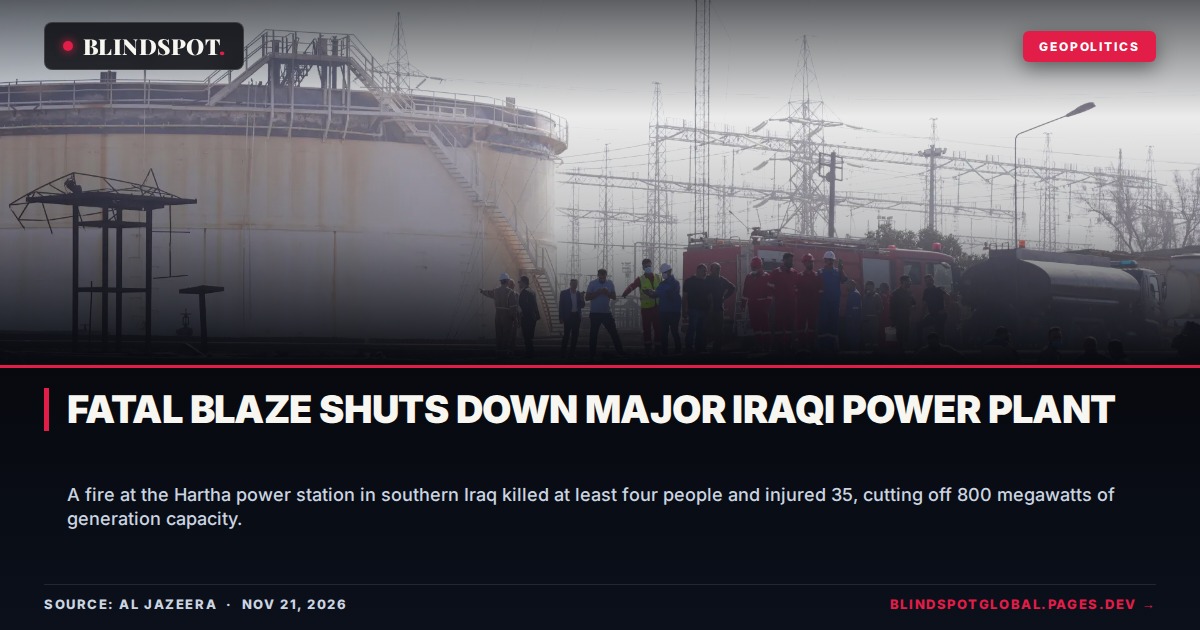 BLINDSPOT.
GEOPOLITICS
FATAL BLAZE SHUTS DOWN MAJOR IRAQI POWER PLANT
A fire at the Hartha power station in southern Iraq killed at least four people and injured 35, cutting off 800 megawatts of
generation capacity.
SOURCE: AL JAZEERA · NOV 21, 2026
BLINDSPOTGLOBAL.PAGES.DEV →